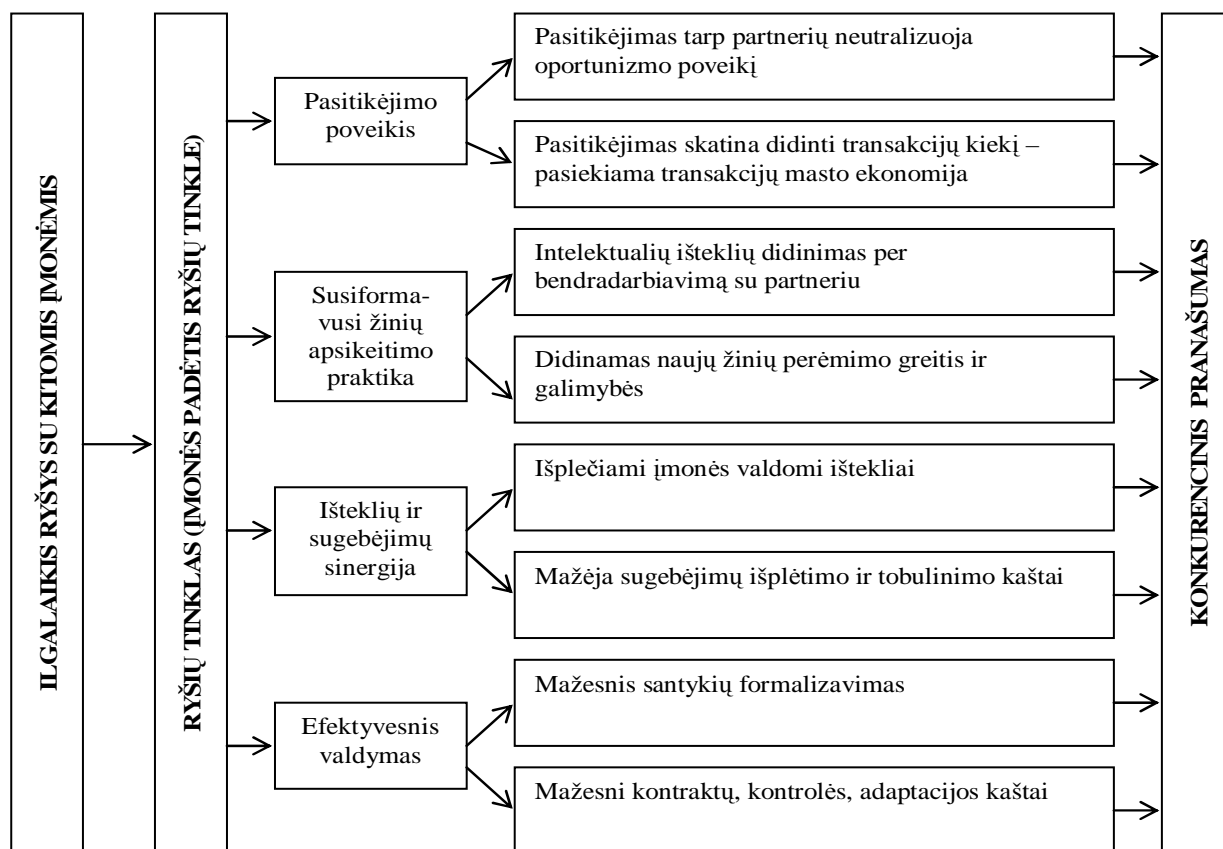 ILGALAIKIS RYŠYS SU KITOMIS ĮMONĖMIS
RYŠIŲ TINKLAS (ĮMONĖS PADĖTIS RYŠIŲ TINKLE)
Pasitikėjimo
poveikis
Pasitikėjimas tarp partnerių neutralizuoja
oportunizmo poveikį
Pasitikėjimas skatina didinti transakcijų kiekį –
pasiekiama transakcijų masto ekonomija
Susiforma-
vusi žinių
apsikeitimo
praktika
Intelektualių išteklių didinimas per
bendradarbiavimą su partneriu
Didinamas naujų žinių perėmimo greitis ir
galimybės
Išteklių ir
sugebėjimų
sinergija
Išplečiami įmonės valdomi ištekliai
Mažėja sugebėjimų išplėtimo ir tobulinimo kaštai
Efektyvesnis
valdymas
Mažesnis santykių formalizavimas
Mažesni kontraktų, kontrolės, adaptacijos kaštai
KONKURENCINIS PRANAŠUMAS